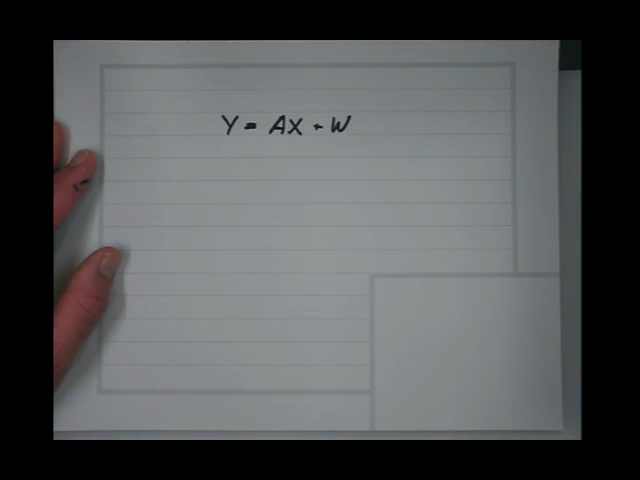 Y = AX + W